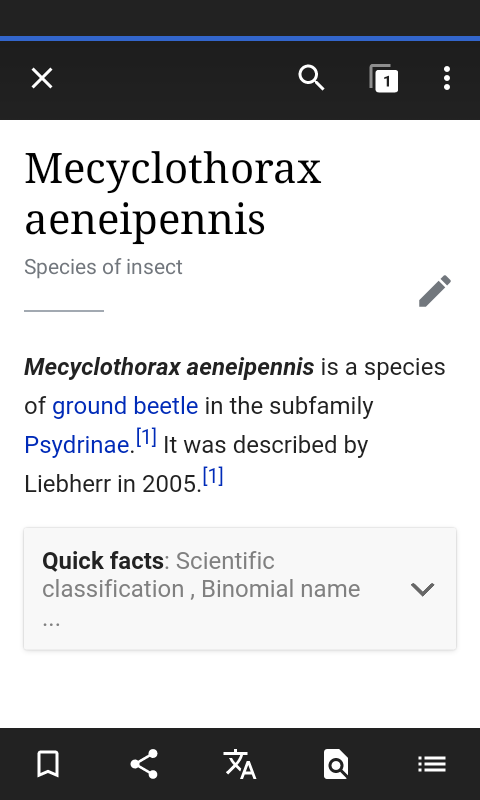 1
Mecyclothorax
aeneipennis
Species of insect
Mecyclothorax aeneipennis is a species
of ground beetle in the subfamily
Psydrinae.[1] It was described by
Liebherr in 2005.[1]
Quick facts: Scientific
classification , Binomial name
...